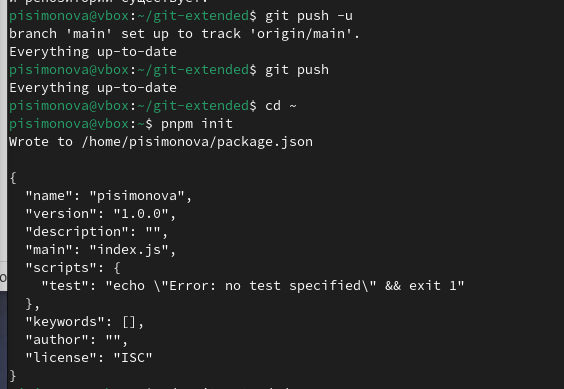 репозитории существует.
pisimonova@vbox:~/git-extended$ git push -u
branch 'main' set up to track 'origin/main'.
Everything up-to-date
pisimonova@vbox:~/git-extended$ git push
Everything up-to-date
pisimonova@vbox:~/git-extended$ cd ~
pisimonova@vbox:~$ pnpm init
Wrote to /home/pisimonova/package.json
{
  "name": "pisimonova",
  "version": "1.0.0",
  "description": "",
  "main": "index.js",
  "scripts": {
    "test": "echo \"Error: no test specified\" && exit 1"
  },
  "keywords": [],
  "author": "",
  "license": "ISC"
}